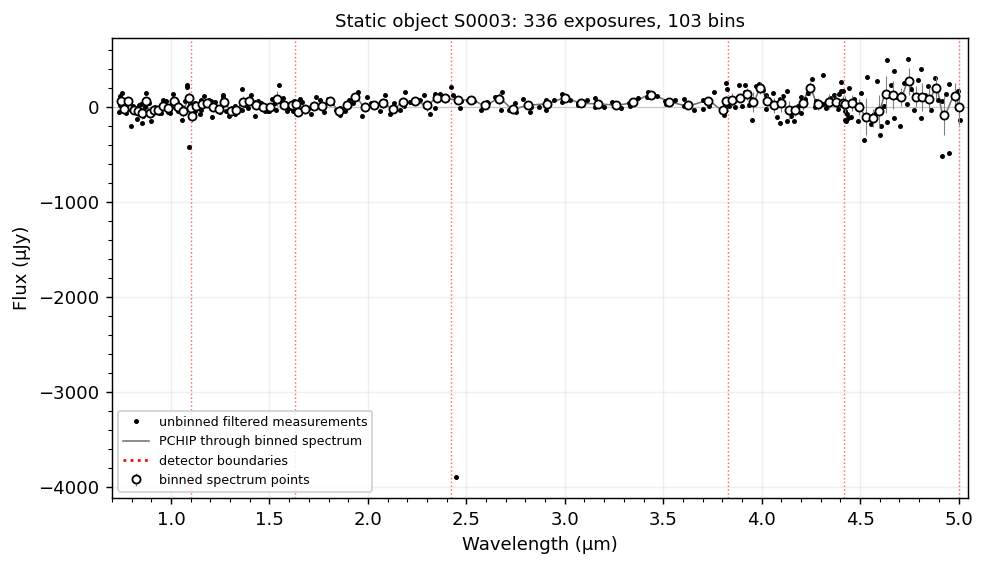 Static object S0003: 336 exposures, 103 bins
Flux (µJy)
0
−1000
−2000
−3000
−4000
unbinned filtered measurements
PCHIP through binned spectrum
detector boundaries
binned spectrum points
1.0 1.5 2.0 2.5 3.0 3.5 4.0 4.5 5.0
Wavelength (µm)